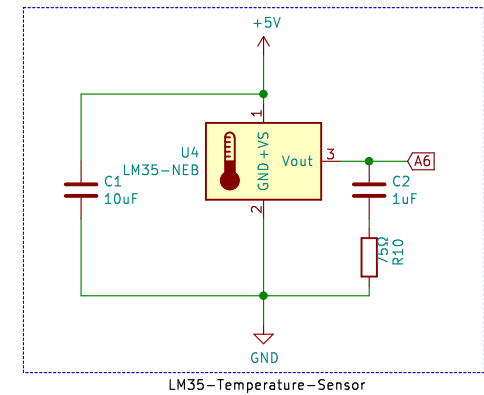 +5V
1
U4
LM35-NEB
+VS
GND
Vout
3
A6
2
C1
10uF
C2
1uF
75Ω
R10
GND
LM35-Temperature-Sensor